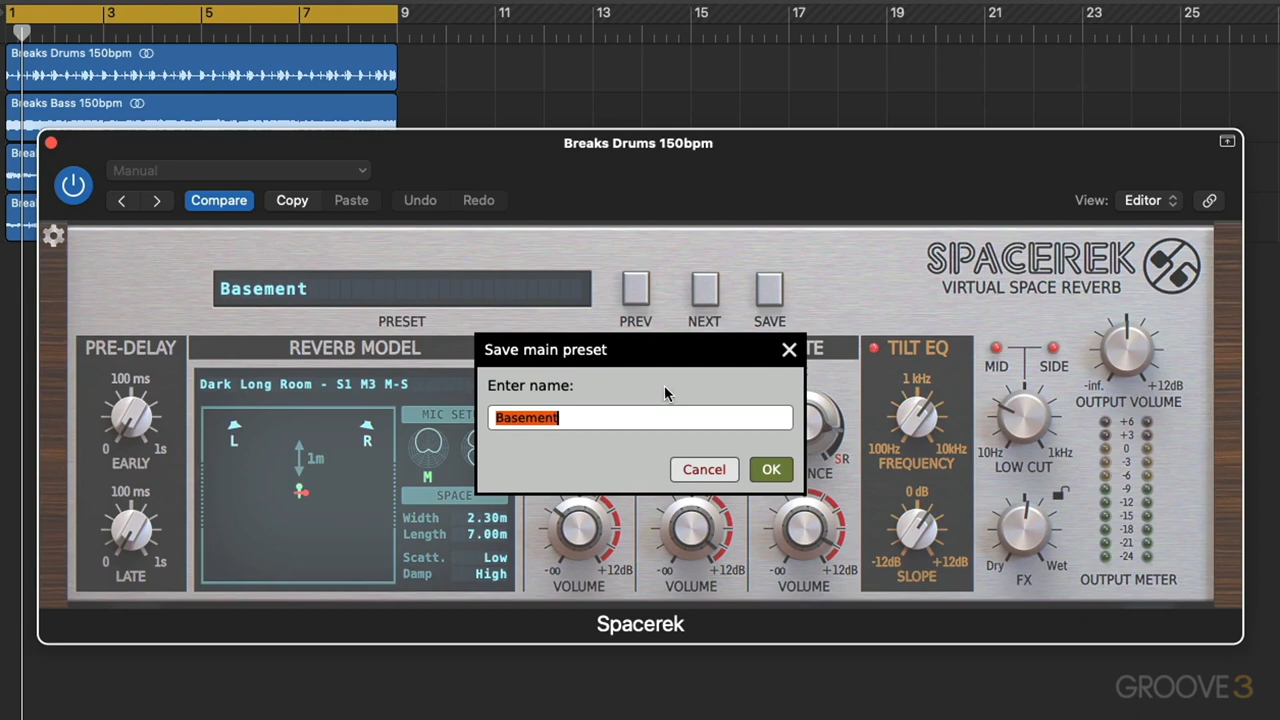 1 3 5 7 9 11 13 15 17 19 21 23 25
Breaks Drums 150bpm
Breaks Bass 150bpm
Brea
Brea
Breaks Drums 150bpm
Manual
Compare Copy Paste Undo Redo View: Editor
SPACEREK
VIRTUAL SPACE REVERB
Basement
PRESET PREV NEXT SAVE
PRE-DELAY
100 ms
0 1s
EARLY
100 ms
0 1s
LATE
REVERB MODEL
Dark Long Room - S1 M3 M-S
L R
1m
MIC SET
M
SPACE
Width 2.30m
Length 7.00m
Scatt. Low
Damp High
Save main preset
Enter name:
Basement
Cancel OK
TE
NCE SR
-∞ +12dB
VOLUME
-∞ +12dB
VOLUME
-∞ +12dB
VOLUME
TILT EQ
1 kHz
100Hz 10kHz
FREQUENCY
0 dB
-12dB +12dB
SLOPE
MID SIDE
10Hz 1kHz
LOW CUT
Dry Wet
FX
-inf. +12dB
OUTPUT VOLUME
+6
+3
0
-3
-6
-9
-12
-15
-18
-21
-24
OUTPUT METER
Spacerek
GROOVE3